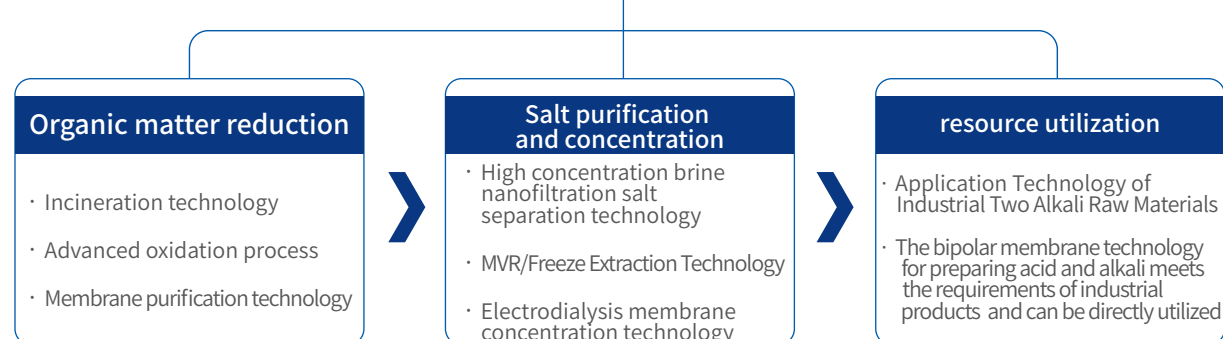 Organic matter reduction
· Incineration technology
· Advanced oxidation process
· Membrane purification technology
Salt purification
and concentration
· High concentration brine
nanofiltration salt
separation technology
· MVR/Freeze Extraction Technology
· Electrodialysis membrane
concentration technology
resource utilization
· Application Technology of
Industrial Two Alkali Raw Materials
· The bipolar membrane technology
for preparing acid and alkali meets
the requirements of industrial
products and can be directly utilized